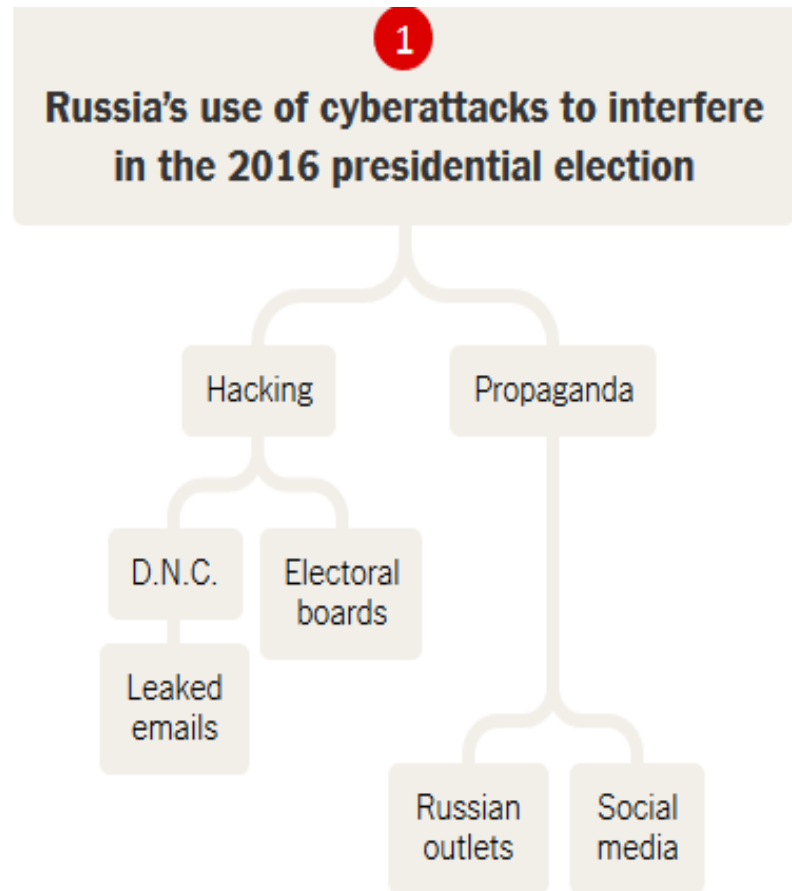 1
Russia’s use of cyberattacks to interfere
in the 2016 presidential election
Hacking
Propaganda
D.N.C.
Electoral
boards
Leaked
emails
Russian
outlets
Social
media